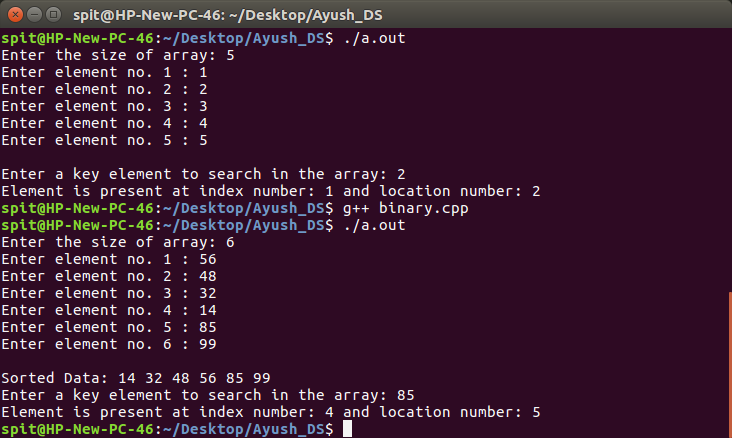 spit@HP-New-PC-46: ~/Desktop/Ayush_DS
spit@HP-New-PC-46:~/Desktop/Ayush_DS$ ./a.out
Enter the size of array: 5
Enter element no. 1 : 1
Enter element no. 2 : 2
Enter element no. 3 : 3
Enter element no. 4 : 4
Enter element no. 5 : 5
Enter a key element to search in the array: 2
Element is present at index number: 1 and location number: 2
spit@HP-New-PC-46:~/Desktop/Ayush_DS$ g++ binary.cpp
spit@HP-New-PC-46:~/Desktop/Ayush_DS$ ./a.out
Enter the size of array: 6
Enter element no. 1 : 56
Enter element no. 2 : 48
Enter element no. 3 : 32
Enter element no. 4 : 14
Enter element no. 5 : 85
Enter element no. 6 : 99
Sorted Data: 14 32 48 56 85 99
Enter a key element to search in the array: 85
Element is present at index number: 4 and location number: 5
spit@HP-New-PC-46:~/Desktop/Ayush_DS$